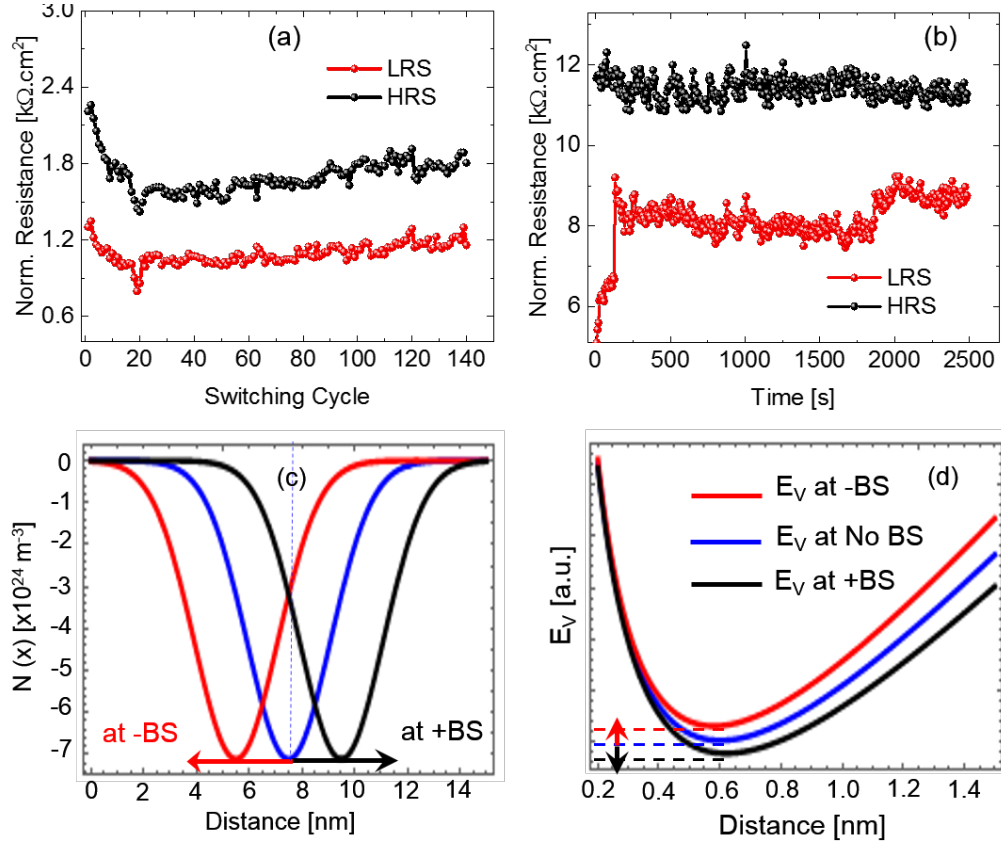 (a)
3.0
2.4
1.8
1.2
0.6
Norm. Resistance [kΩ.cm²]
LRS
HRS
0 20 40 60 80 100 120 140
Switching Cycle
(b)
12
10
8
6
Norm. Resistance [kΩ.cm²]
LRS
HRS
0 500 1000 1500 2000 2500
Time [s]
(c)
0
-1
-2
-3
-4
-5
-6
-7
N (x) [x10²⁴ m⁻³]
at -BS
at +BS
0 2 4 6 8 10 12 14
Distance [nm]
(d)
E_V at -BS
E_V at No BS
E_V at +BS
E_V [a.u.]
0.2 0.4 0.6 0.8 1.0 1.2 1.4
Distance [nm]